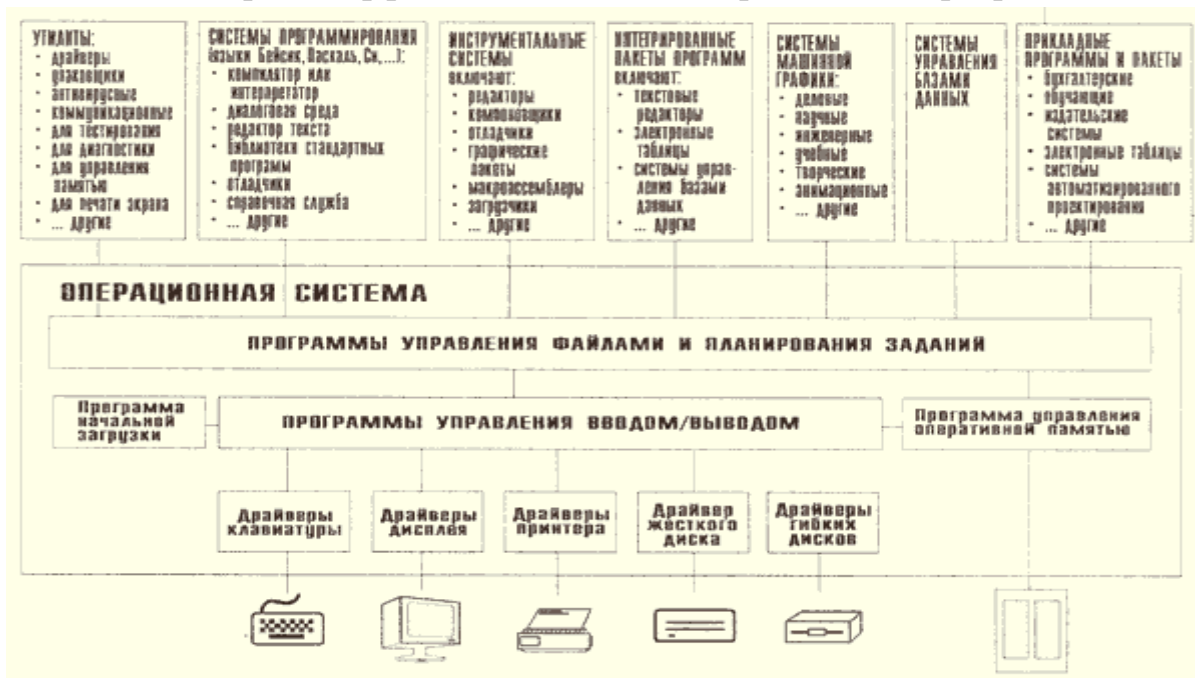 УТИЛИТЫ:
• драйверы
• упаковщики
• антивирусные
• коммуникационные
• для тестирования
• для диагностики
• для управления
памятью
• для печати экрана
• ... другие
СИСТЕМЫ ПРОГРАММИРОВАНИЯ
(языки Бейсик, Паскаль, Си, ...):
• компилятор или
интерпретатор
• диалоговая среда
• редактор текста
• библиотеки стандартных
программ
• отладчики
• справочная служба
• ... другие
ИНСТРУМЕНТАЛЬНЫЕ
СИСТЕМЫ
включают:
• редакторы
• компоновщики
• отладчики
• графические
пакеты
• макроассемблеры
• загрузчики
• ... другие
ИНТЕГРИРОВАННЫЕ
ПАКЕТЫ ПРОГРАММ
включают:
• текстовые
редакторы
• электронные
таблицы
• системы управ-
ления базами
данных
• ... другие
СИСТЕМЫ
МАШИННОЙ
ГРАФИКИ:
• деловые
• научные
• инженерные
• учебные
• творческие
• анимационные
• ... другие
СИСТЕМЫ
УПРАВЛЕНИЯ
БАЗАМИ
ДАННЫХ
ПРИКЛАДНЫЕ
ПРОГРАММЫ И ПАКЕТЫ
• бухгалтерские
• обучающие
• издательские
системы
• электронные таблицы
• системы
автоматизированного
проектирования
• ... другие
ОПЕРАЦИОННАЯ СИСТЕМА
ПРОГРАММЫ УПРАВЛЕНИЯ ФАЙЛАМИ И ПЛАНИРОВАНИЯ ЗАДАНИЙ
Программа
начальной
загрузки
ПРОГРАММЫ УПРАВЛЕНИЯ ВВОДОМ/ВЫВОДОМ
Программа управления
оперативной памятью
Драйверы
клавиатуры
Драйверы
дисплея
Драйверы
принтера
Драйвер
жесткого
диска
Драйверы
гибких
дисков